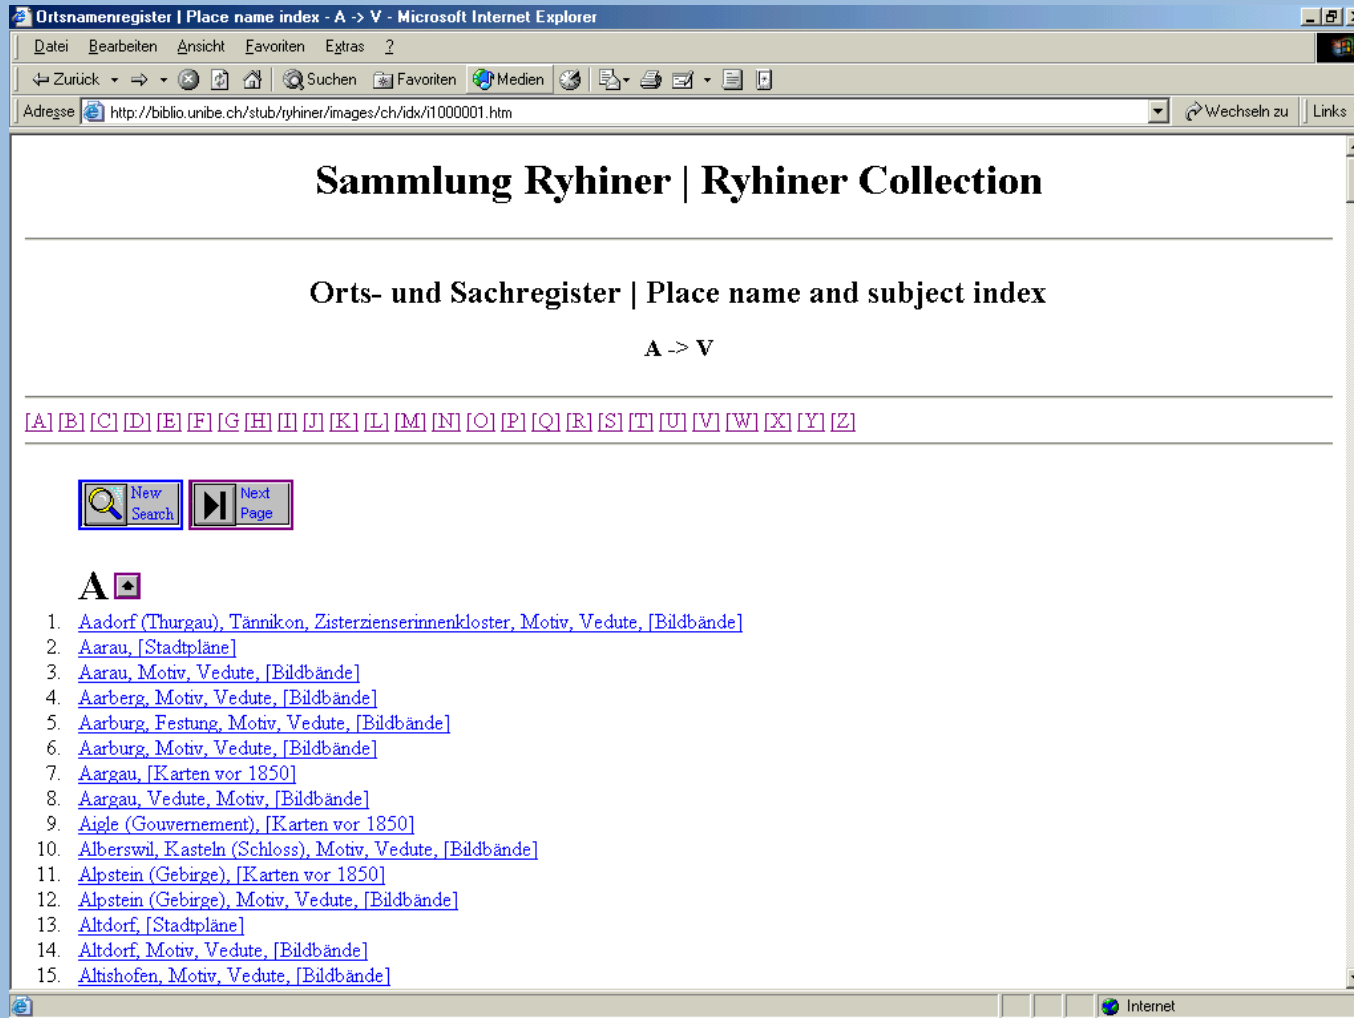 Ortsnamenregister | Place name index - A -> V - Microsoft Internet Explorer
Datei Bearbeiten Ansicht Favoriten Extras ?
Zurück Suchen Favoriten Medien
Adresse http://biblio.unibe.ch/stub/ryhiner/images/ch/idx/i1000001.htm Wechseln zu Links
Sammlung Ryhiner | Ryhiner Collection
Orts- und Sachregister | Place name and subject index
A -> V
[A] [B] [C] [D] [E] [F] [G [H] [I] [J] [K] [L] [M] [N] [O] [P] [Q] [R] [S] [T] [U] [V] [W] [X] [Y] [Z]
New Search Next Page
A
1. Aadorf (Thurgau), Tännikon, Zisterzienserinnenkloster, Motiv, Vedute, [Bildbände]
2. Aarau, [Stadtpläne]
3. Aarau, Motiv, Vedute, [Bildbände]
4. Aarberg, Motiv, Vedute, [Bildbände]
5. Aarburg, Festung, Motiv, Vedute, [Bildbände]
6. Aarburg, Motiv, Vedute, [Bildbände]
7. Aargau, [Karten vor 1850]
8. Aargau, Vedute, Motiv, [Bildbände]
9. Aigle (Gouvernement), [Karten vor 1850]
10. Alberswil, Kasteln (Schloss), Motiv, Vedute, [Bildbände]
11. Alpstein (Gebirge), [Karten vor 1850]
12. Alpstein (Gebirge), Motiv, Vedute, [Bildbände]
13. Altdorf, [Stadtpläne]
14. Altdorf, Motiv, Vedute, [Bildbände]
15. Altishofen, Motiv, Vedute, [Bildbände]
Internet